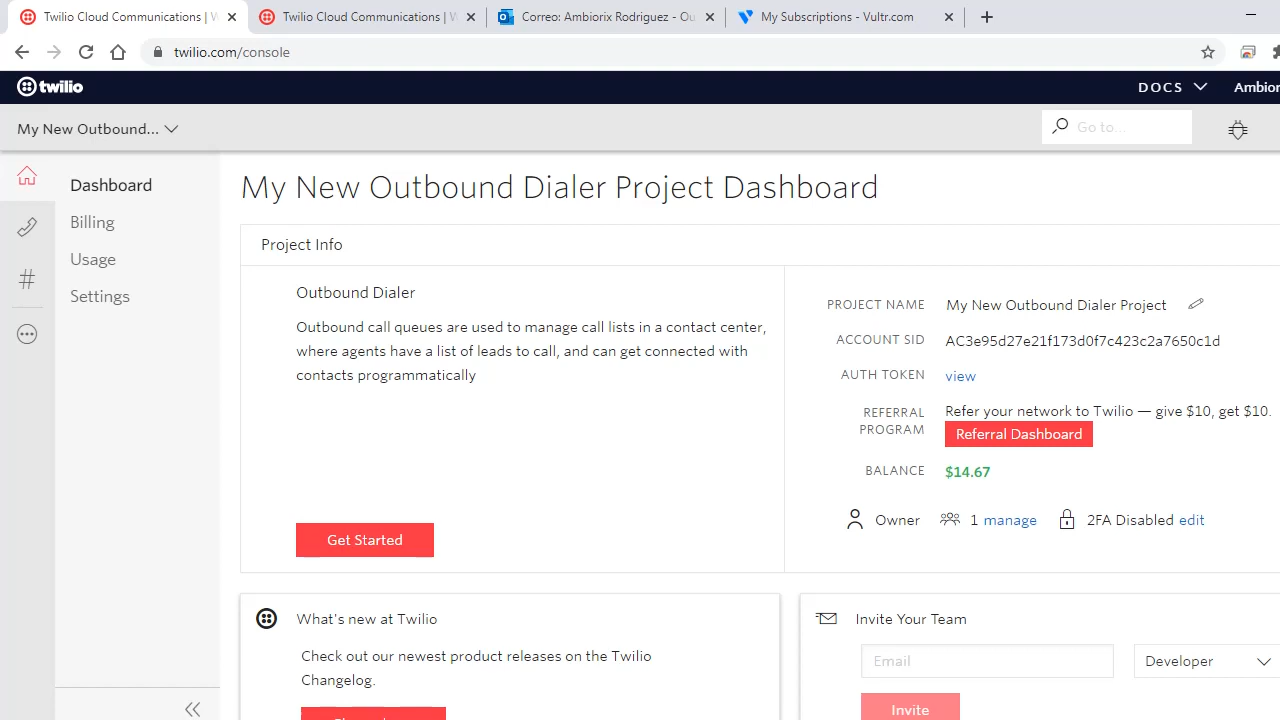 Twilio Cloud Communications | W
Twilio Cloud Communications | W
Correo: Ambiorix Rodriguez - Ou
My Subscriptions - Vultr.com
twilio.com/console
twilio
DOCS
Ambior
My New Outbound...
Go to...
Dashboard
Billing
Usage
Settings
My New Outbound Dialer Project Dashboard
Project Info
Outbound Dialer
Outbound call queues are used to manage call lists in a contact center,
where agents have a list of leads to call, and can get connected with
contacts programmatically
Get Started
PROJECT NAME My New Outbound Dialer Project
ACCOUNT SID AC3e95d27e21f173d0f7c423c2a7650c1d
AUTH TOKEN view
REFERRAL PROGRAM Refer your network to Twilio — give $10, get $10.
Referral Dashboard
BALANCE $14.67
Owner 1 manage 2FA Disabled edit
What's new at Twilio
Check out our newest product releases on the Twilio
Changelog.
Invite Your Team
Email
Developer
Invite